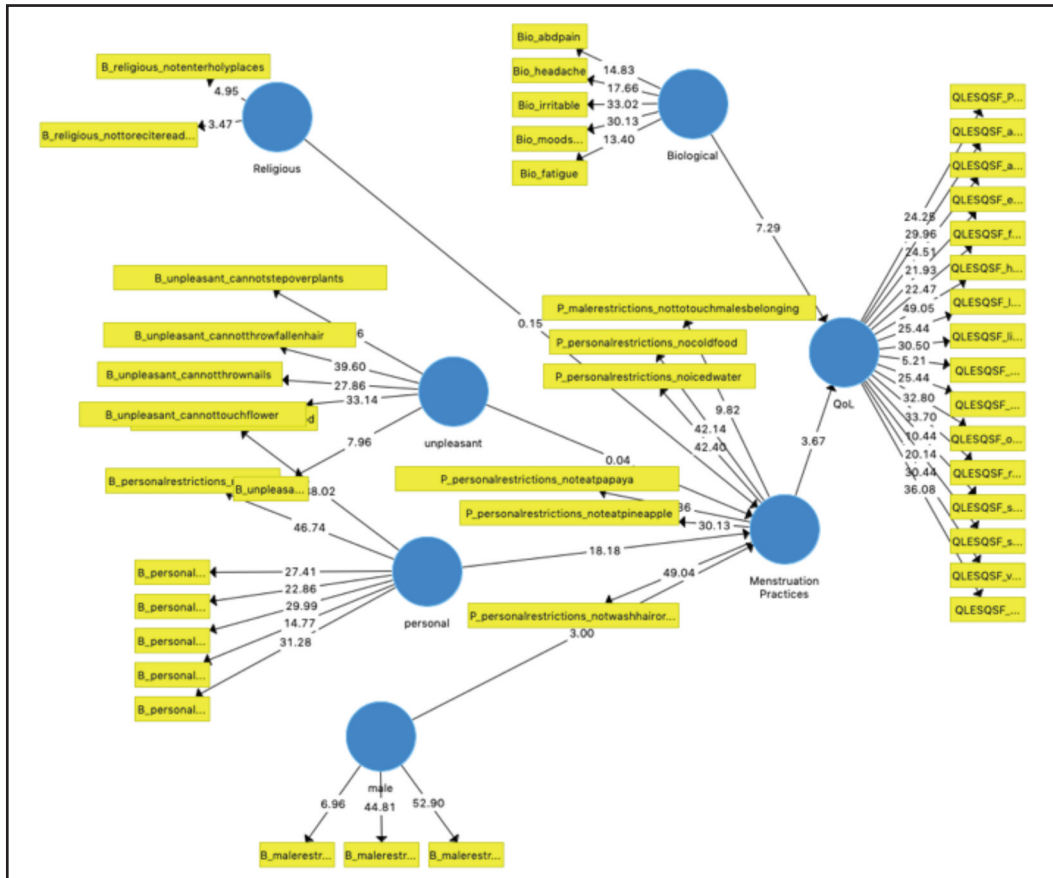 B_religious_notenterholyplaces
4.95
3.47
B_religious_nottoreciteread...
Religious
Bio_abdpain
Bio_headache
Bio_irritable
Bio_moods...
Bio_fatigue
14.83
17.66
33.02
30.13
13.40
Biological
7.29
QLESQSF_P...
QLESQSF_a...
QLESQSF_a...
QLESQSF_e...
QLESQSF_f...
QLESQSF_h...
QLESQSF_l...
QLESQSF_li...
QLESQSF_...
QLESQSF_...
QLESQSF_o...
QLESQSF_r...
QLESQSF_s...
QLESQSF_s...
QLESQSF_v...
QLESQSF_...
24.25
29.96
24.51
21.93
22.47
49.05
25.44
30.50
5.21
25.44
32.80
33.70
10.44
20.14
30.44
36.08
QoL
3.67
B_unpleasant_cannotstepoverplants
B_unpleasant_cannotthrowfallenhair
B_unpleasant_cannotthrownails
B_unpleasant_cannottouchflower
39.60
27.86
33.14
7.96
unpleasant
0.15
0.04
P_malerestrictions_nottotouchmalesbelonging
P_personalrestrictions_nocoldfood
P_personalrestrictions_noicedwater
9.82
42.14
42.40
P_personalrestrictions_noteatpapaya
P_personalrestrictions_noteatpineapple
30.13
Menstruation
Practices
B_unpleasa...
46.74
B_personal...
B_personal...
B_personal...
B_personal...
B_personal...
27.41
22.86
29.99
14.77
31.28
personal
18.18
49.04
P_personalrestrictions_notwashhairor...
3.00
male
6.96
44.81
52.90
B_malerestr...
B_malerestr...
B_malerestr...